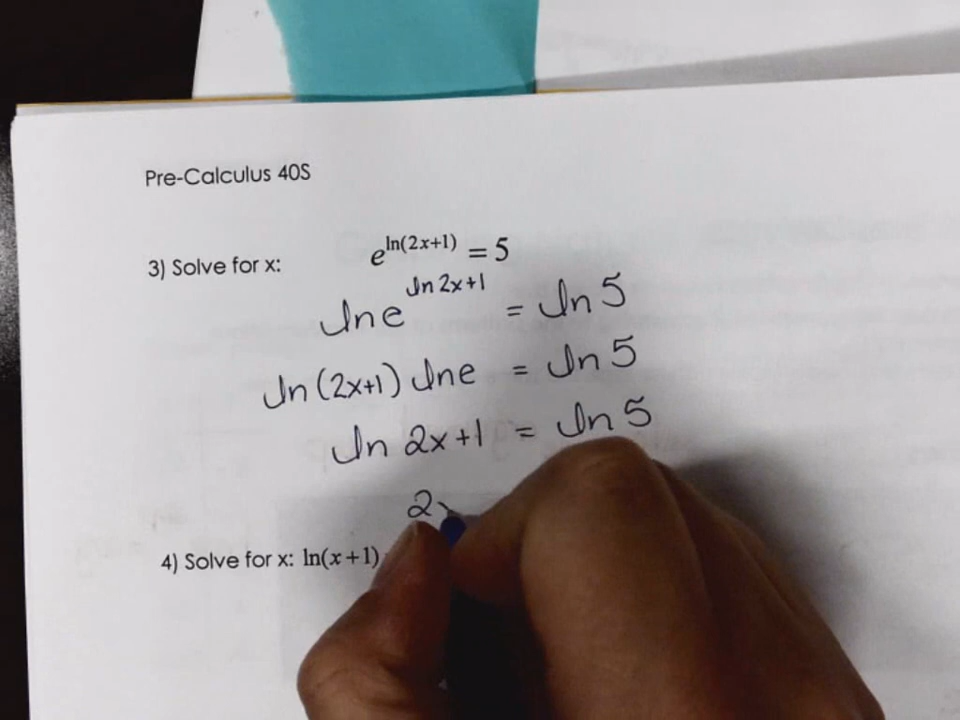 Pre-Calculus 40S
3) Solve for x: e^ln(2x+1) = 5
ln e^ln 2x+1 = ln 5
ln (2x+1) ln e = ln 5
ln 2x+1 = ln 5
2x
4) Solve for x: ln(x+1)